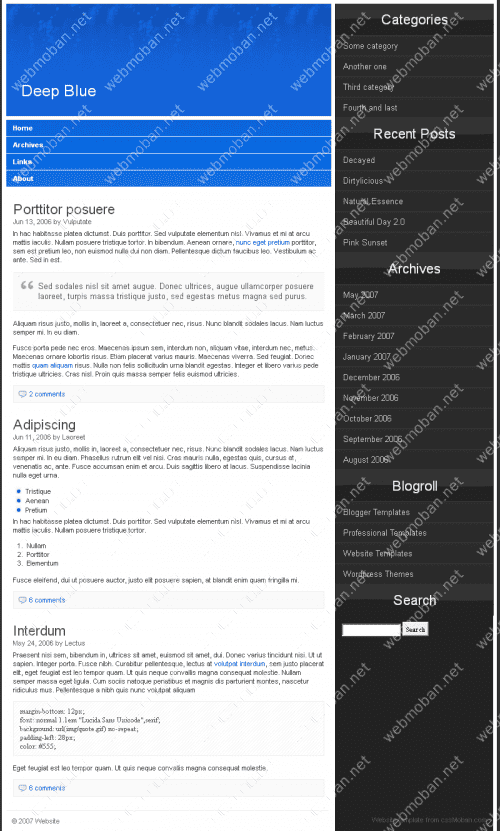 Deep Blue
Home
Archives
Links
About
Porttitor posuere
Jun 13, 2006 by Vulputate
In hac habitasse platea dictumst. Duis porttitor. Sed vulputate elementum nisl. Vivamus et mi at arcu
mattis iaculis. Nullam posuere tristique tortor. In bibendum. Aenean ornare, nunc eget pretium porttitor,
sem est pretium leo, non euismod nulla dui non diam. Pellentesque dictum faucibus leo. Vestibulum ac
ante. Sed in est.
Sed sodales nisl sit amet augue. Donec ultrices, augue ullamcorper posuere
laoreet, turpis massa tristique justo, sed egestas metus magna sed purus.
Aliquam risus justo, mollis in, laoreet a, consectetuer nec, risus. Nunc blandit sodales lacus. Nam luctus
semper mi. In eu diam.
Fusce porta pede nec eros. Maecenas ipsum sem, interdum non, aliquam vitae, interdum nec, metus.
Maecenas ornare lobortis risus. Etiam placerat varius mauris. Maecenas viverra. Sed feugiat. Donec
mattis quam aliquam risus. Nulla non felis sollicitudin urna blandit egestas. Integer et libero varius pede
tristique ultricies. Cras nisl. Proin quis massa semper felis euismod ultricies.
2 comments
Adipiscing
Jun 11, 2006 by Laoreet
Aliquam risus justo, mollis in, laoreet a, consectetuer nec, risus. Nunc blandit sodales lacus. Nam luctus
semper mi. In eu diam. Phasellus rutrum elit vel nisi. Cras mauris nulla, egestas quis, cursus at,
venenatis ac, ante. Fusce accumsan enim et arcu. Duis sagittis libero at lacus. Suspendisse lacinia
nulla eget urna.
Tristique
Aenean
Pretium
In hac habitasse platea dictumst. Duis porttitor. Sed vulputate elementum nisl. Vivamus et mi at arcu
mattis iaculis. Nullam posuere tristique tortor.
1. Nullam
2. Porttitor
3. Elementum
Fusce eleifend, dui ut posuere auctor, justo elit posuere sapien, at blandit enim quam fringilla mi.
6 comments
Interdum
May 24, 2006 by Lectus
Praesent nisi sem, bibendum in, ultrices sit amet, euismod sit amet, dui. Donec varius tincidunt nisi. Ut ut
sapien. Integer porta. Fusce nibh. Curabitur pellentesque, lectus at volutpat interdum, sem justo placerat
elit, eget feugiat est leo tempor quam. Ut quis neque convallis magna consequat molestie. Nullam
semper massa eget ligula. Cum sociis natoque penatibus et magnis dis parturient montes, nascetur
ridiculus mus. Pellentesque a nibh quis nunc volutpat aliquam
margin-bottom: 12px;
font: normal 1.1em "Lucida Sans Unicode",serif;
background: url(img/quote.gif) no-repeat;
padding-left: 28px;
color: #555;
Eget feugiat est leo tempor quam. Ut quis neque convallis magna consequat molestie.
6 comments
© 2007 Website
Categories
Some category
Another one
Third category
Fourth and last
Recent Posts
Decayed
Dirtylicious
Natural Essence
Beautiful Day 2.0
Pink Sunset
Archives
May 2007
March 2007
February 2007
January 2007
December 2006
November 2006
October 2006
September 2006
August 2006
Blogroll
Blogger Templates
Professional Templates
Website Templates
Wordpress Themes
Search
Search
webmoban.net